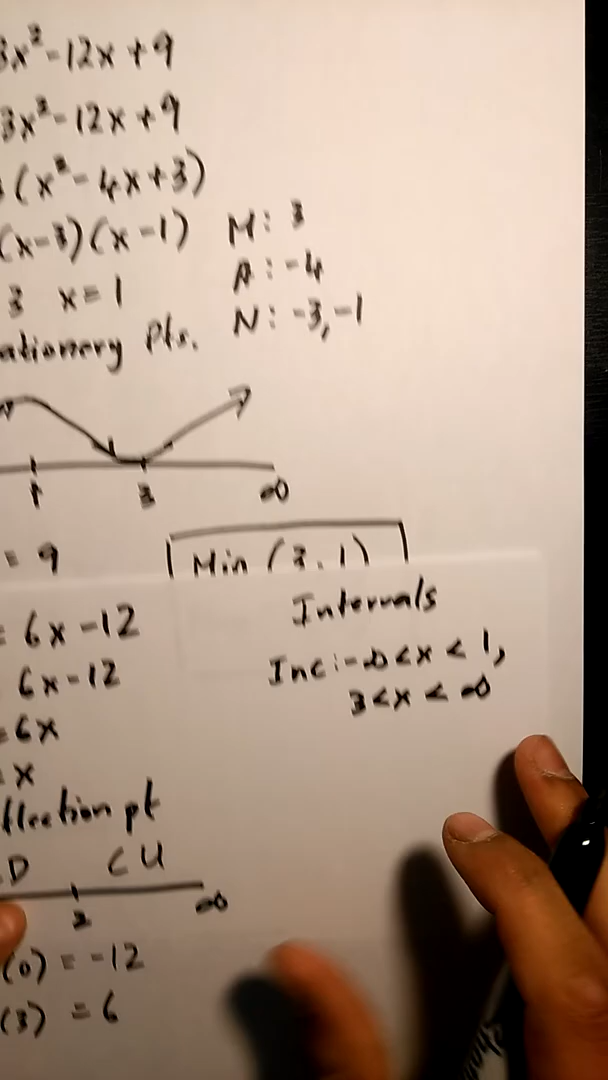 3x²-12x+9
3x²-12x+9
(x²-4x+3)
(x-3)(x-1) M: 3
A: -4
3 x=1
N: -3,-1
ationery Pts.
1 3 ∞
= 9 Min (3,1)
Intervals
= 6x-12
6x-12
Inc: -∞<x<1,
3<x<∞
=6x
= x
flection pt
D CU
2 ∞
(0) = -12
(3) = 6